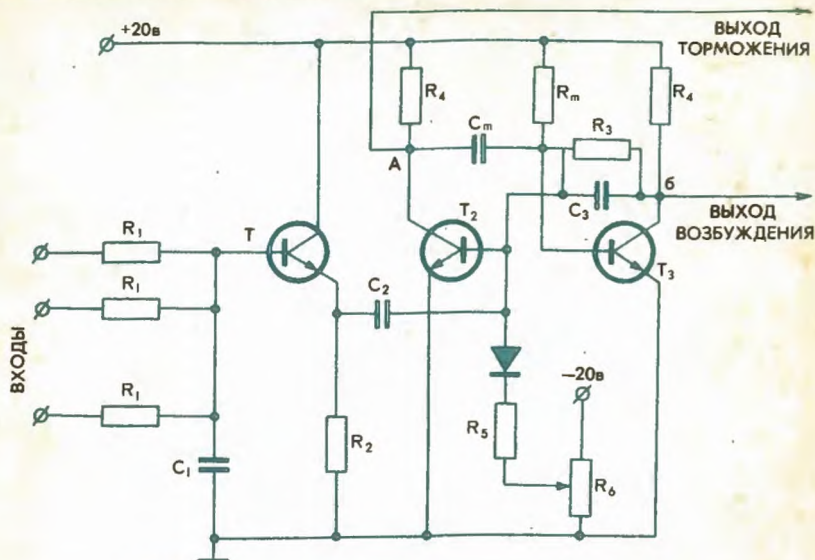 +20в
ВЫХОД
ТОРМОЖЕНИЯ
R₄
Rₘ
R₄
Cₘ
R₃
А
C₃
б
ВЫХОД
ВОЗБУЖДЕНИЯ
T₂
T
T₃
R₁
R₁
R₁
ВХОДЫ
C₂
−20в
R₅
R₂
R₆
C₁